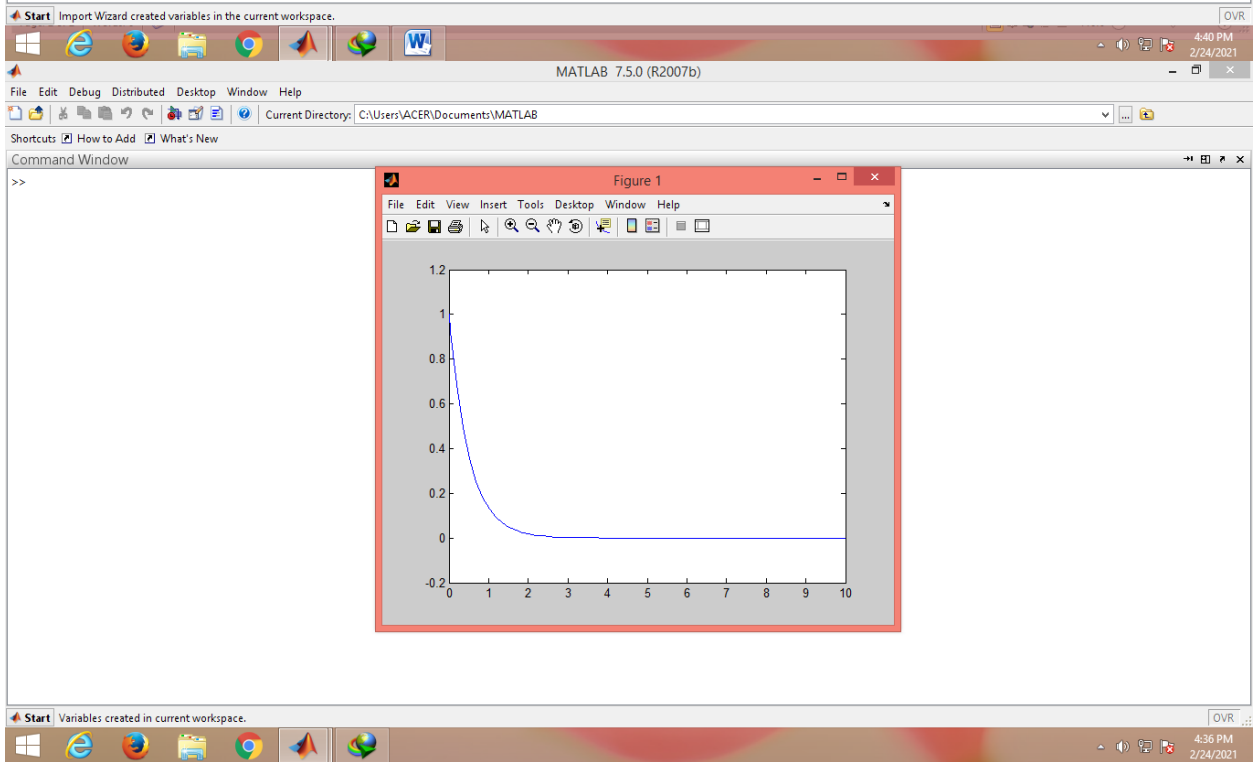 Start Import Wizard created variables in the current workspace.
OVR
4:40 PM
2/24/2021
MATLAB 7.5.0 (R2007b)
File Edit Debug Distributed Desktop Window Help
Current Directory: C:\Users\ACER\Documents\MATLAB
Shortcuts How to Add What's New
Command Window
>>
Figure 1
File Edit View Insert Tools Desktop Window Help
1.2
1
0.8
0.6
0.4
0.2
0
-0.2
0 1 2 3 4 5 6 7 8 9 10
Start Variables created in current workspace.
OVR
4:36 PM
2/24/2021